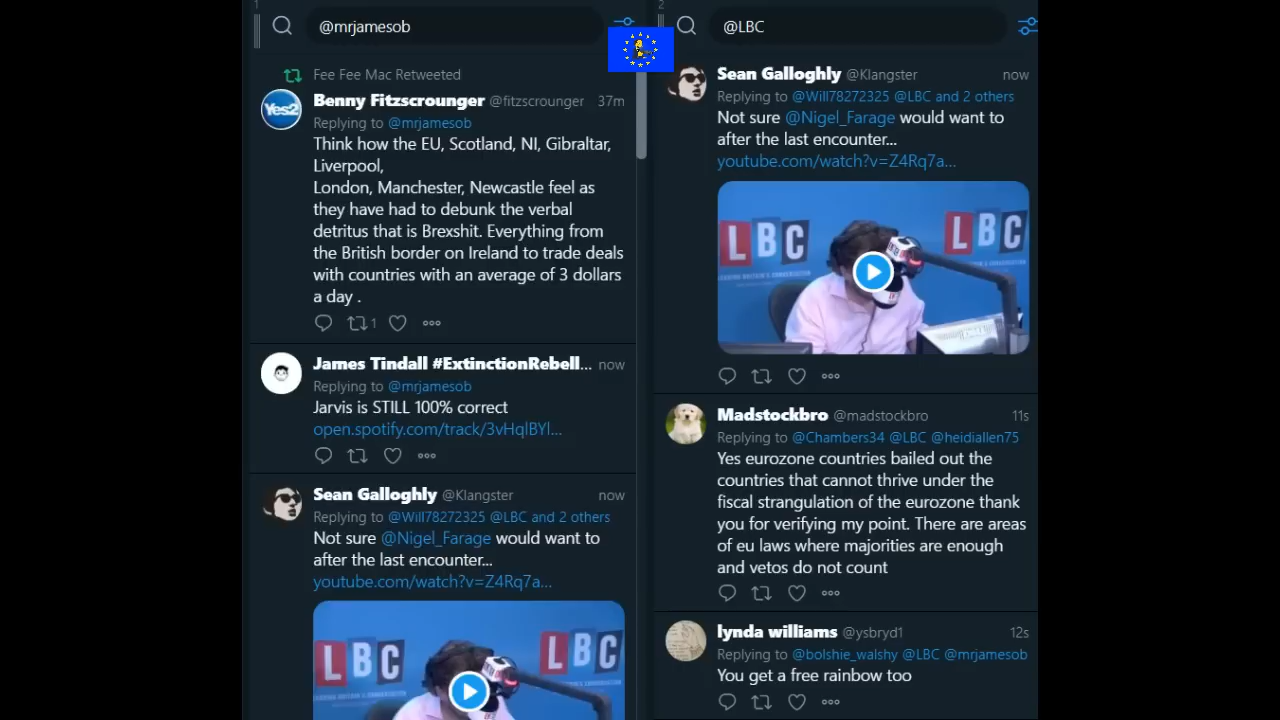 1
@mrjamesob
Fee Fee Mac Retweeted
Yes2
Benny Fitzscrounger @fitzscrounger 37m
Replying to @mrjamesob
Think how the EU, Scotland, NI, Gibraltar,
Liverpool,
London, Manchester, Newcastle feel as
they have had to debunk the verbal
detritus that is Brexshit. Everything from
the British border on Ireland to trade deals
with countries with an average of 3 dollars
a day .
1
James Tindall #ExtinctionRebell... now
Replying to @mrjamesob
Jarvis is STILL 100% correct
open.spotify.com/track/3vHqlBYl...
Sean Galloghly @Klangster now
Replying to @Will78272325 @LBC and 2 others
Not sure @Nigel_Farage would want to
after the last encounter...
youtube.com/watch?v=Z4Rq7a...
LBC LBC
2
@LBC
Sean Galloghly @Klangster now
Replying to @Will78272325 @LBC and 2 others
Not sure @Nigel_Farage would want to
after the last encounter...
youtube.com/watch?v=Z4Rq7a...
LBC LBC
Madstockbro @madstockbro 11s
Replying to @Chambers34 @LBC @heidiallen75
Yes eurozone countries bailed out the
countries that cannot thrive under the
fiscal strangulation of the eurozone thank
you for verifying my point. There are areas
of eu laws where majorities are enough
and vetos do not count
lynda williams @ysbryd1 12s
Replying to @bolshie_walshy @LBC @mrjamesob
You get a free rainbow too